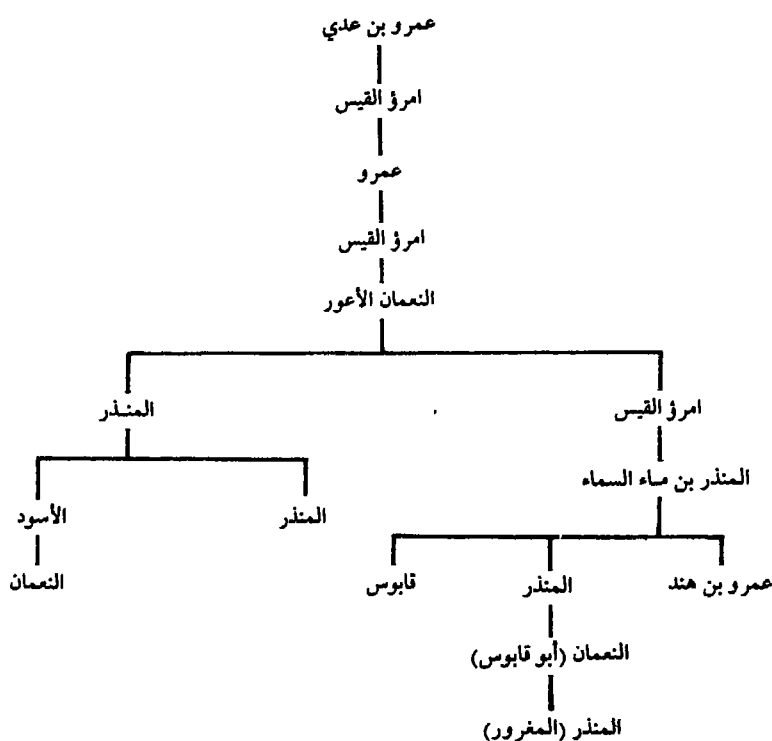 عمرو بن عدي
امرؤ القيس
عمرو
امرؤ القيس
النعمان الأعور
امرؤ القيس
المنذر
المنذر بن ماء السماء
المنذر
الأسود
عمرو بن هند
المنذر
قابوس
النعمان
النعمان (أبو قابوس)
المنذر (المغرور)